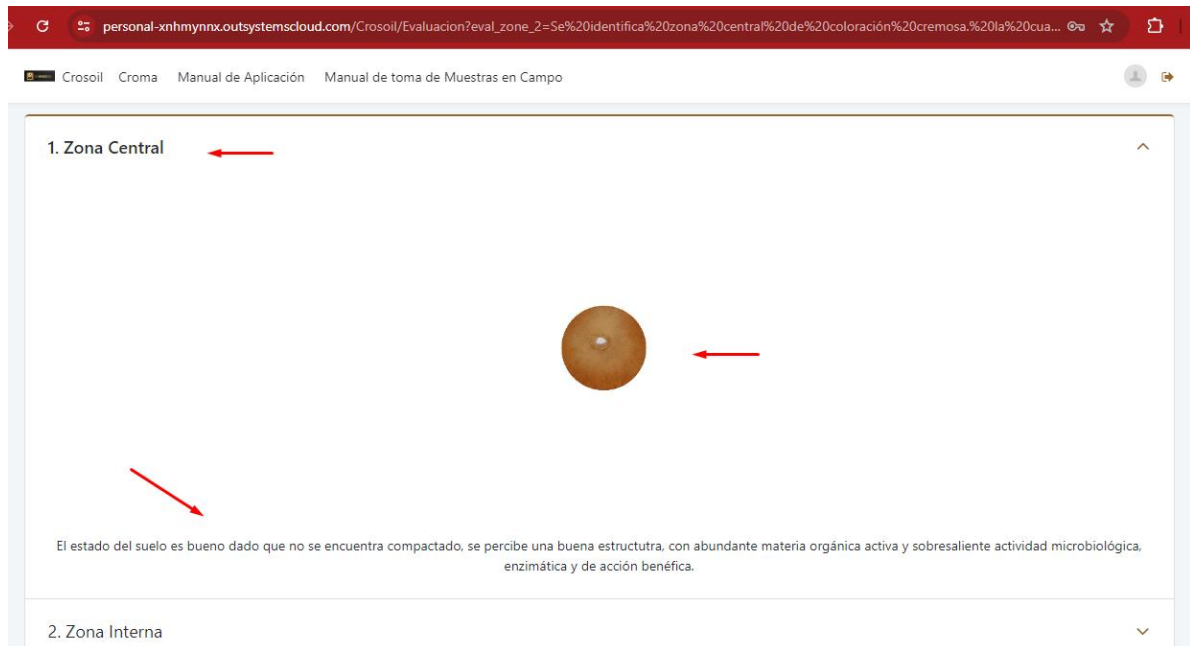 personal-xnhmynnx.outsystemscloud.com/Crosoil/Evaluacion?eval_zone_2=Se%20identifica%20zona%20central%20de%20coloración%20cremosa.%20la%20cua...
Crosoil Croma Manual de Aplicación Manual de toma de Muestras en Campo
1. Zona Central
El estado del suelo es bueno dado que no se encuentra compactado, se percibe una buena estructutra, con abundante materia orgánica activa y sobresaliente actividad microbiológica,
enzimática y de acción benéfica.
2. Zona Interna